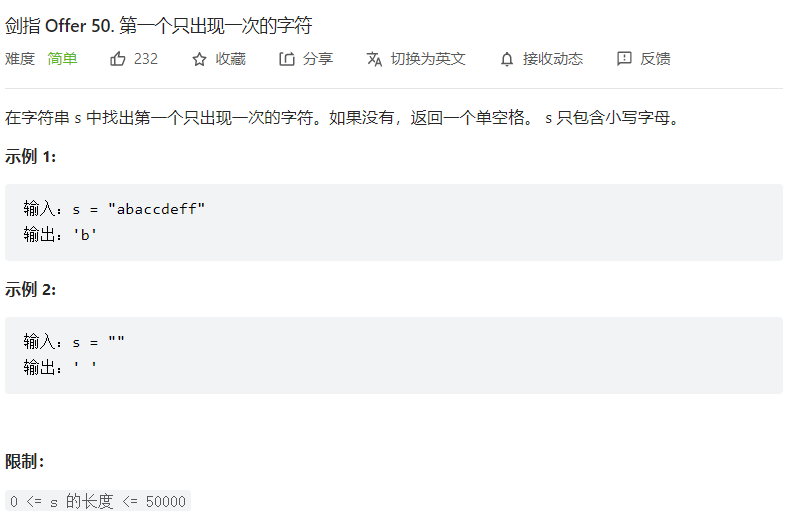 剑指 Offer 50. 第一个只出现一次的字符
难度 简单 232 收藏 分享 切换为英文 接收动态 反馈
在字符串 s 中找出第一个只出现一次的字符。如果没有，返回一个单空格。 s 只包含小写字母。
示例 1:
输入：s = "abaccdeff"
输出：'b'
示例 2:
输入：s = ""
输出：' '
限制：
0 <= s 的长度 <= 50000